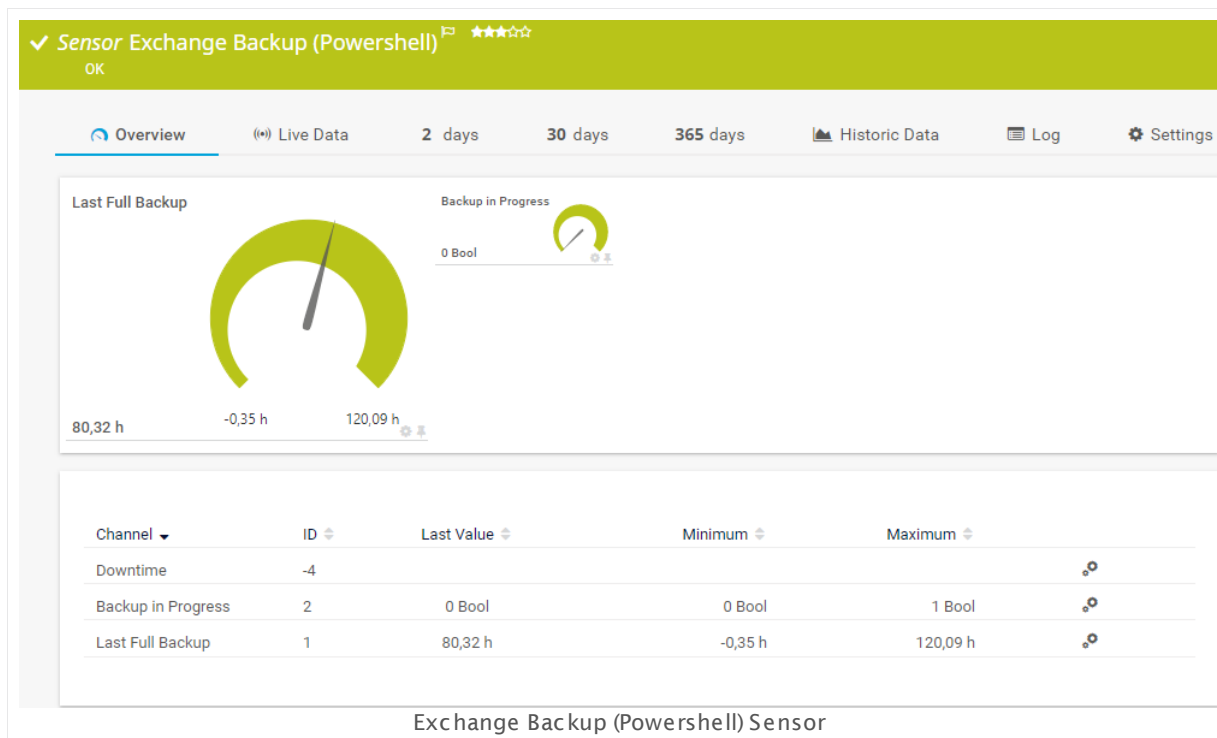 Sensor Exchange Backup (Powershell)
OK
Overview Live Data 2 days 30 days 365 days Historic Data Log Settings
Last Full Backup
80,32 h
-0,35 h 120,09 h
Backup in Progress
0 Bool
Channel ID Last Value Minimum Maximum
Downtime -4
Backup in Progress 2 0 Bool 0 Bool 1 Bool
Last Full Backup 1 80,32 h -0,35 h 120,09 h
Exchange Backup (Powershell) Sensor